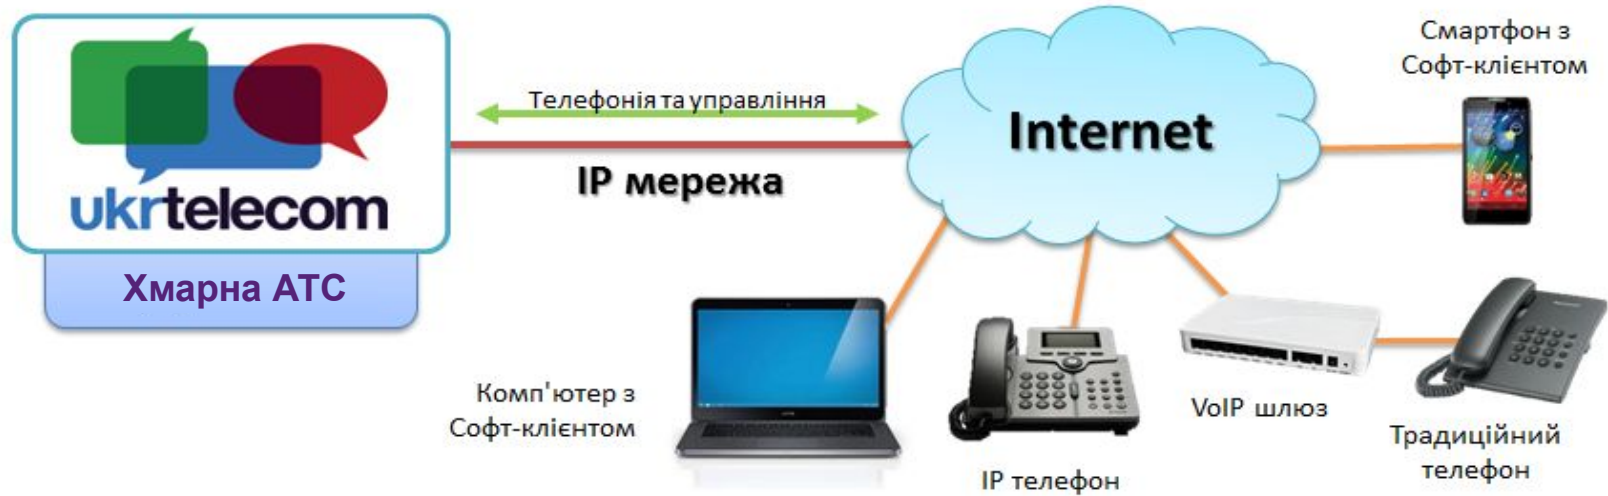 ukrtelecom
Хмарна АТС
Телефонія та управління
IP мережа
Internet
Смартфон з
Софт-клієнтом
Комп'ютер з
Софт-клієнтом
IP телефон
VoIP шлюз
Традиційний
телефон